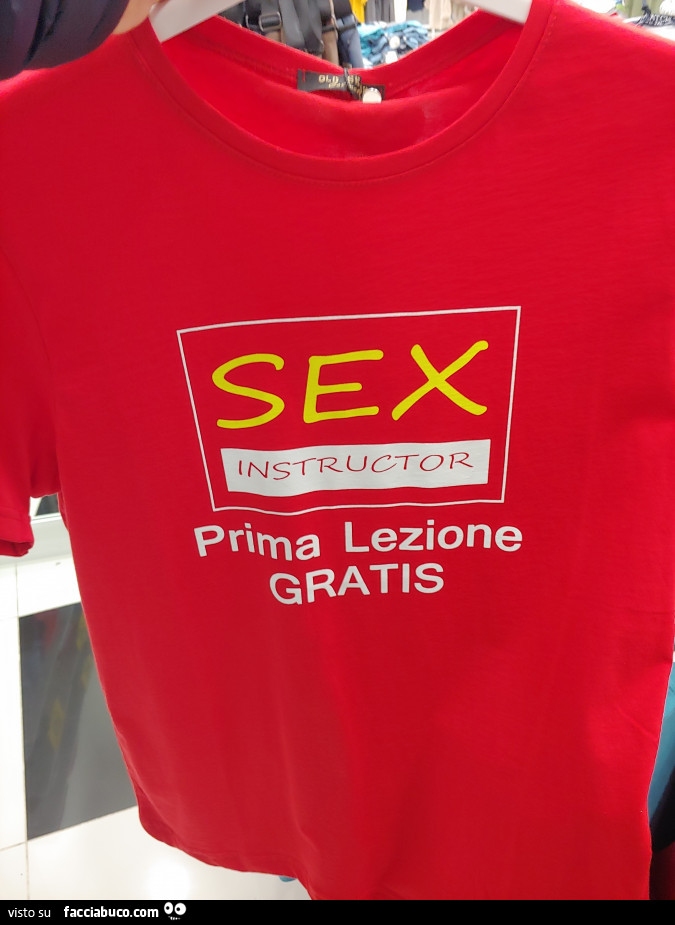 SEX
INSTRUCTOR
Prima Lezione
GRATIS
visto su facciabuco.com